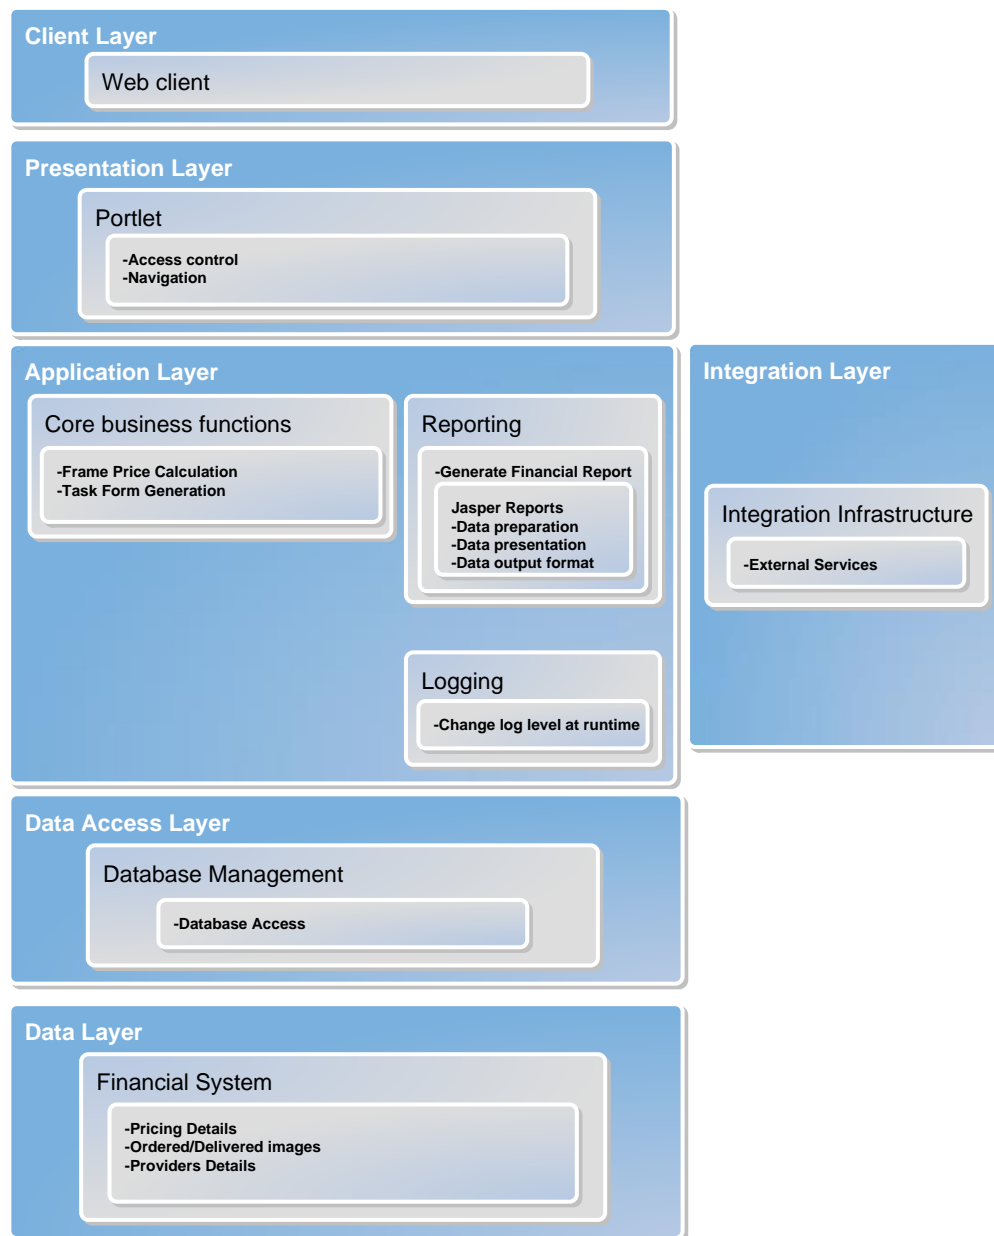 Client Layer
Web client
Presentation Layer
Portlet
-Access control
-Navigation
Application Layer
Core business functions
-Frame Price Calculation
-Task Form Generation
Reporting
-Generate Financial Report
Jasper Reports
-Data preparation
-Data presentation
-Data output format
Logging
-Change log level at runtime
Integration Layer
Integration Infrastructure
-External Services
Data Access Layer
Database Management
-Database Access
Data Layer
Financial System
-Pricing Details
-Ordered/Delivered images
-Providers Details